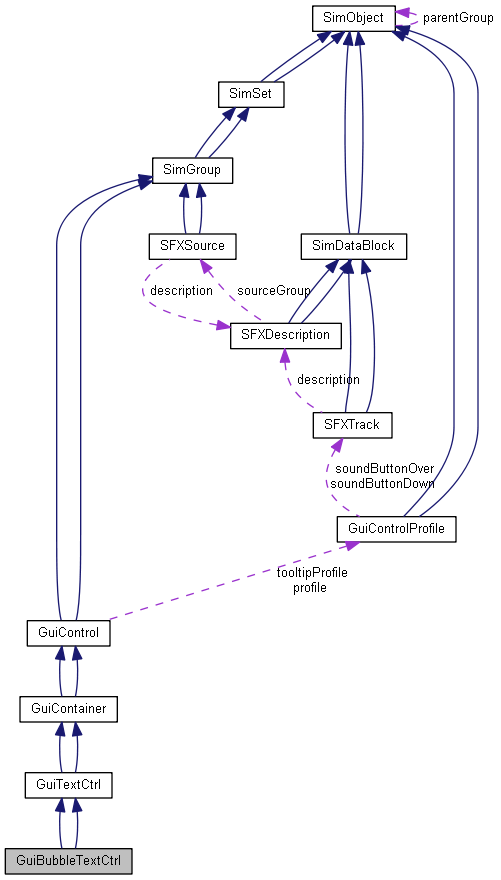 SimObject
parentGroup
SimSet
SimGroup
SFXSource
SimDataBlock
description
sourceGroup
SFXDescription
description
SFXTrack
soundButtonOver
soundButtonDown
GuiControlProfile
tooltipProfile
profile
GuiControl
GuiContainer
GuiTextCtrl
GuiBubbleTextCtrl